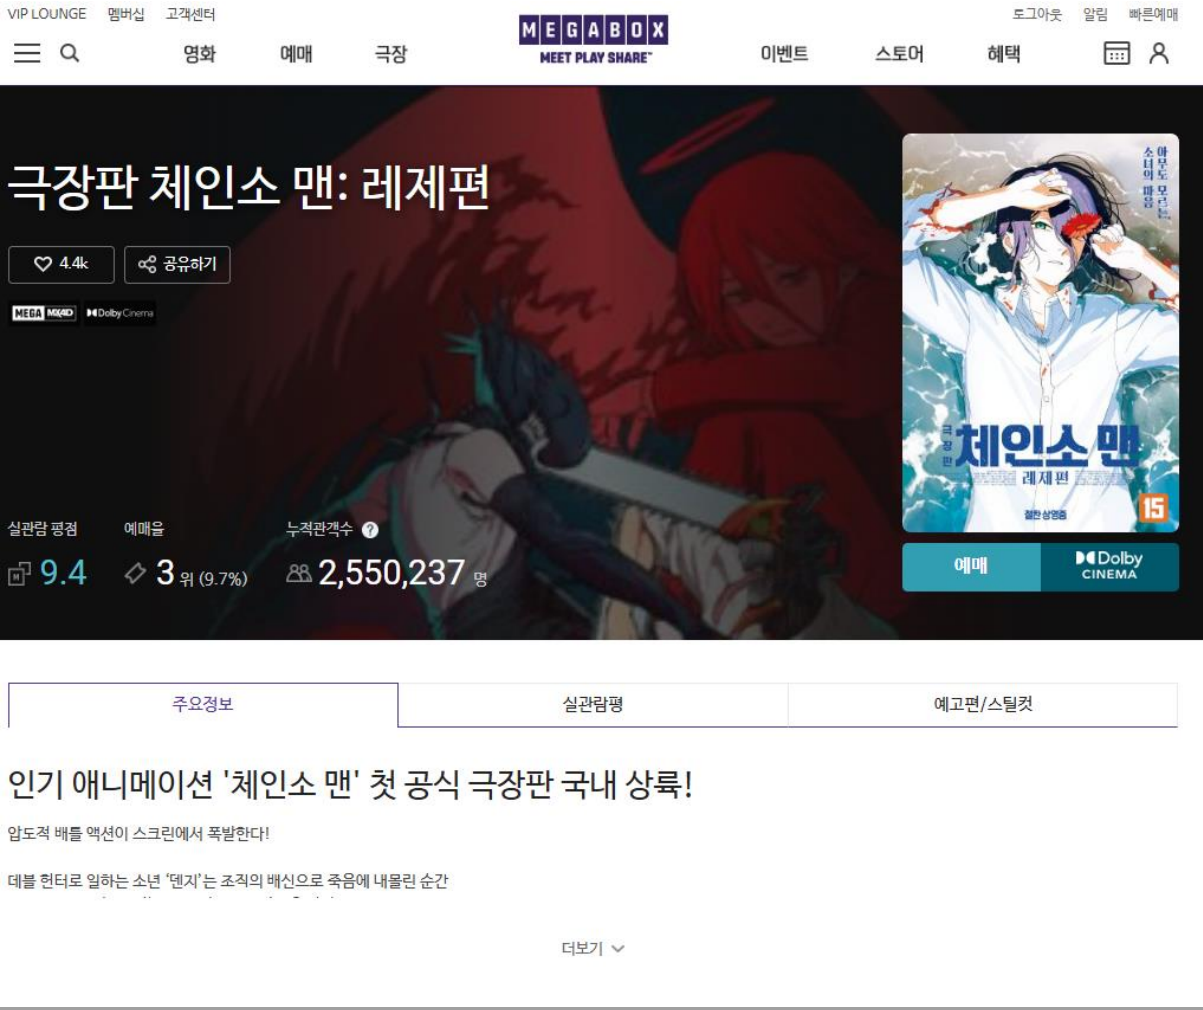 VIP LOUNGE 멤버십 고객센터
로그아웃 알림 빠른예매
영화 예매 극장
MEGABOX
MEET PLAY SHARE
이벤트 스토어 혜택
극장판 체인소 맨: 레제편
4.4k 공유하기
MEGA MX4D Dolby Cinema
아무도 모르는
소녀의 마음
극장판 체인소 맨
레제편
절찬 상영중
15
실관람 평점 예매율 누적관객수 ?
9.4 3 위 (9.7%) 2,550,237 명
예매 Dolby CINEMA
주요정보 실관람평 예고편/스틸컷
인기 애니메이션 '체인소 맨' 첫 공식 극장판 국내 상륙!
압도적 배틀 액션이 스크린에서 폭발한다!
데블 헌터로 일하는 소년 ‘덴지’는 조직의 배신으로 죽음에 내몰린 순간
더보기